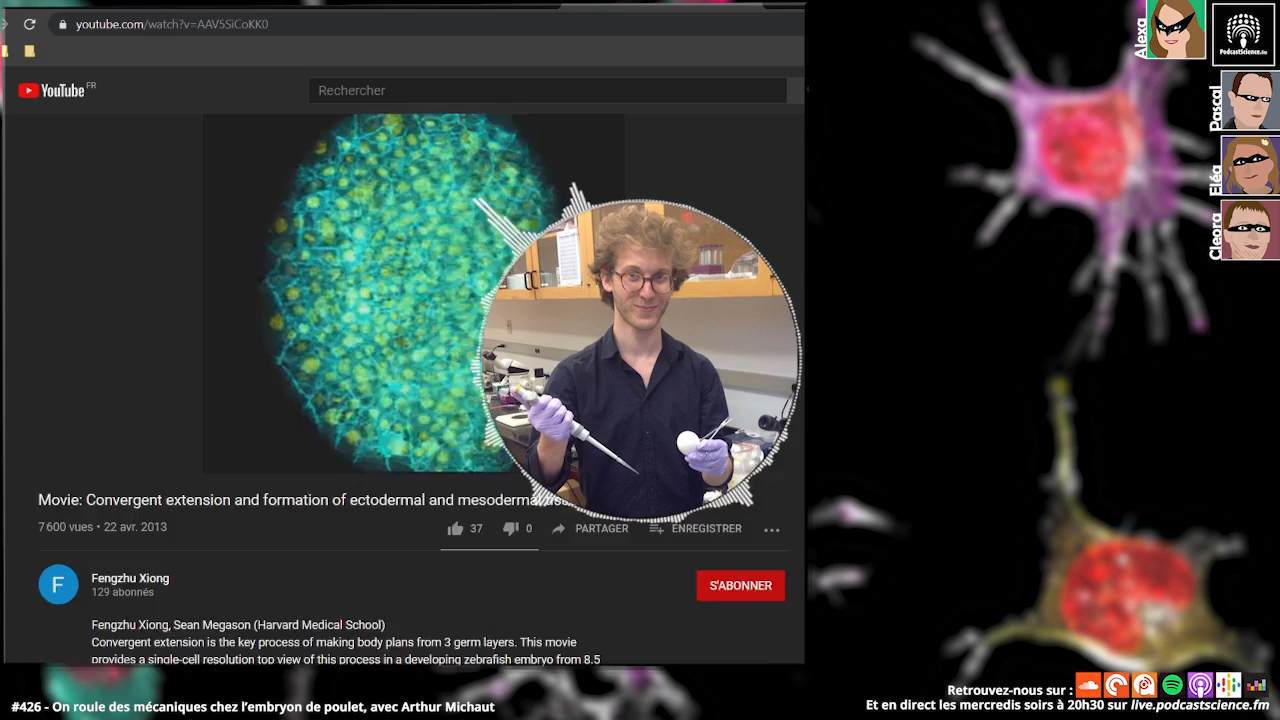 youtube.com/watch?v=AAV5SiCoKK0
YouTube FR
Rechercher
Movie: Convergent extension and formation of ectodermal and mesodermal
7 600 vues • 22 avr. 2013
37
0
PARTAGER
ENREGISTRER
F
Fengzhu Xiong
129 abonnés
S'ABONNER
Fengzhu Xiong, Sean Megason (Harvard Medical School)
Convergent extension is the key process of making body plans from 3 germ layers. This movie
provides a single-cell resolution top view of this process in a developing zebrafish embryo from 8.5
Alexa
PodcastScience.fm
Pascal
Eléa
Cleora
Retrouvez-nous sur :
#426 - On roule des mécaniques chez l'embryon de poulet, avec Arthur Michaut
Et en direct les mercredis soirs à 20h30 sur live.podcastscience.fm